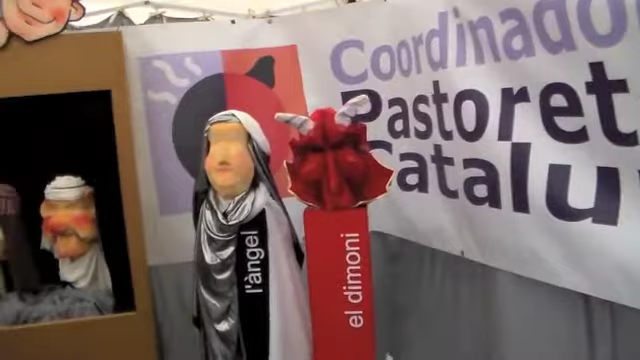 Coordinado
Pastoret
Catalu
l'àngel
el dimoni